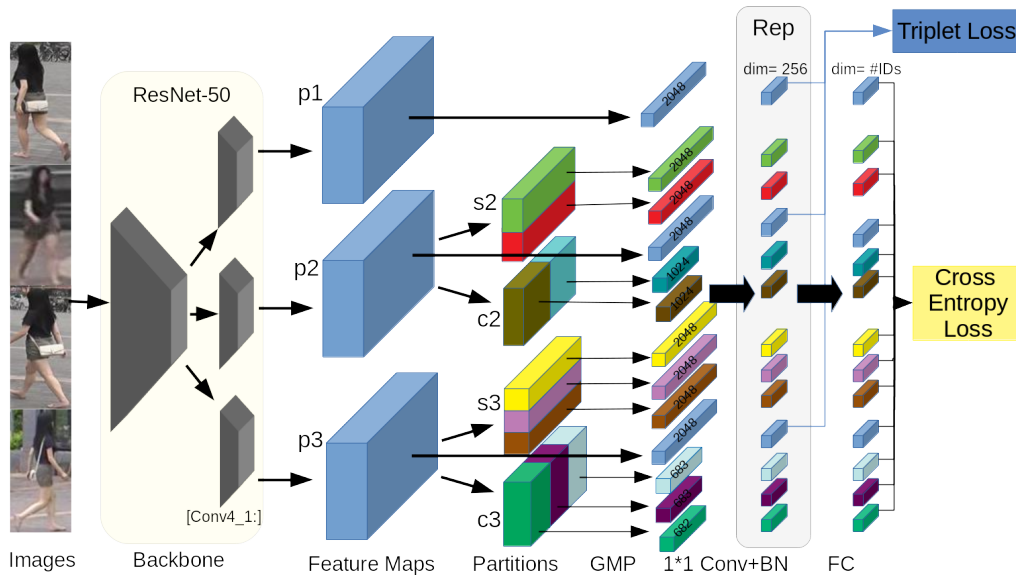 Rep
Triplet Loss
ResNet-50
dim= 256
dim= #IDs
p1
2048
s2
2048
2048
p2
2048
1024
c2
1024
Cross
Entropy
Loss
s3
2048
2048
2048
p3
2048
683
c3
683
682
[Conv4_1:]
Images
Backbone
Feature Maps
Partitions
GMP
1*1 Conv+BN
FC